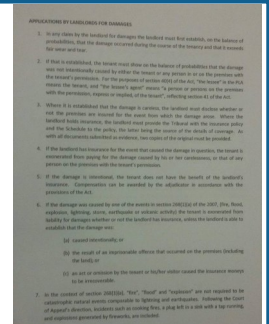 APPLICATIONS BY LANDLORDS FOR DAMAGES
1. In any claim by the landlord for damages the landlord must first establish, on the balance of
probabilities, that the damage occurred during the course of the tenancy and that it exceeds
fair wear and tear.
2. If that is established, the tenant must show on the balance of probabilities that the damage
was not intentionally caused by either the tenant or any person in or on the premises with
the tenant's permission. For the purposes of the Act, "the tenant" is the
means the tenant, and "the tenant's agent" means "a person or persons on the premises
with the permission, express or implied, of the tenant", reflecting section 41 of the Act.
3. Where it is established that the damage is careless, the landlord must disclose whether or
not the premises are insured for the event from which the damage arose. Where the
landlord holds insurance, the landlord must provide the Tribunal with the insurance policy
and the Schedule to the policy, the latter being the source of the details of coverage. As
with all documents submitted as evidence, two copies of the original must be provided.
4. If the landlord has insurance for the event that caused the damage in question, the tenant is
exonerated from paying for the damage caused by his or her carelessness, or that of any
person on the premises with the tenant's permission.
5. If the damage is intentional, the tenant does not have the benefit of the landlord's
insurance. Compensation can be awarded by the adjudicator in accordance with the
provisions of the Act.
6. If the damage was caused by one of the events in section 268(1)(a) of the 2007, (fire, flood,
explosion, lightning, storm, earthquake or volcanic activity) the tenant is exonerated from
liability for damages whether or not the landlord has insurance, unless the landlord is able to
establish that the damage was:
(a) caused intentionally; or
(b) the result of an imprisonable offence that occurred on the premises (including
the land); or
(c) an act or omission by the tenant or his/her visitor caused the insurance moneys
to be irrecoverable.
7. In the context of section 268(1)(a), "fire", "flood" and "explosion" are not required to be
catastrophic natural events comparable to lightning and earthquakes. Following the Court
of Appeal's direction, incidents such as cooking fires, a plug left in a sink with a tap running,
and explosions generated by fireworks, are included.